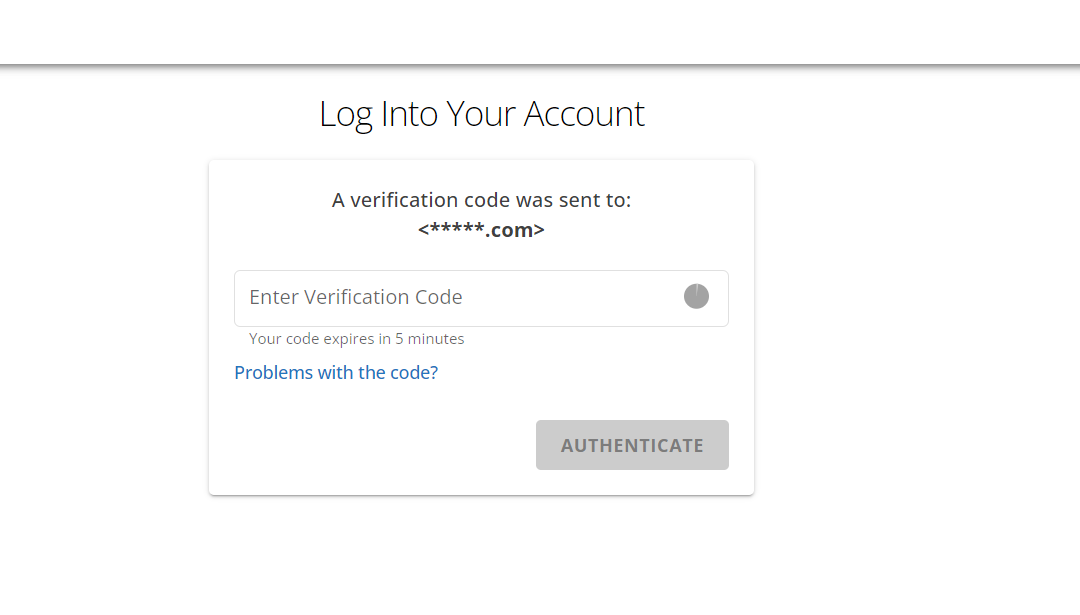 Log Into Your Account
A verification code was sent to:
<*****.com>
Enter Verification Code
Your code expires in 5 minutes
Problems with the code?
AUTHENTICATE